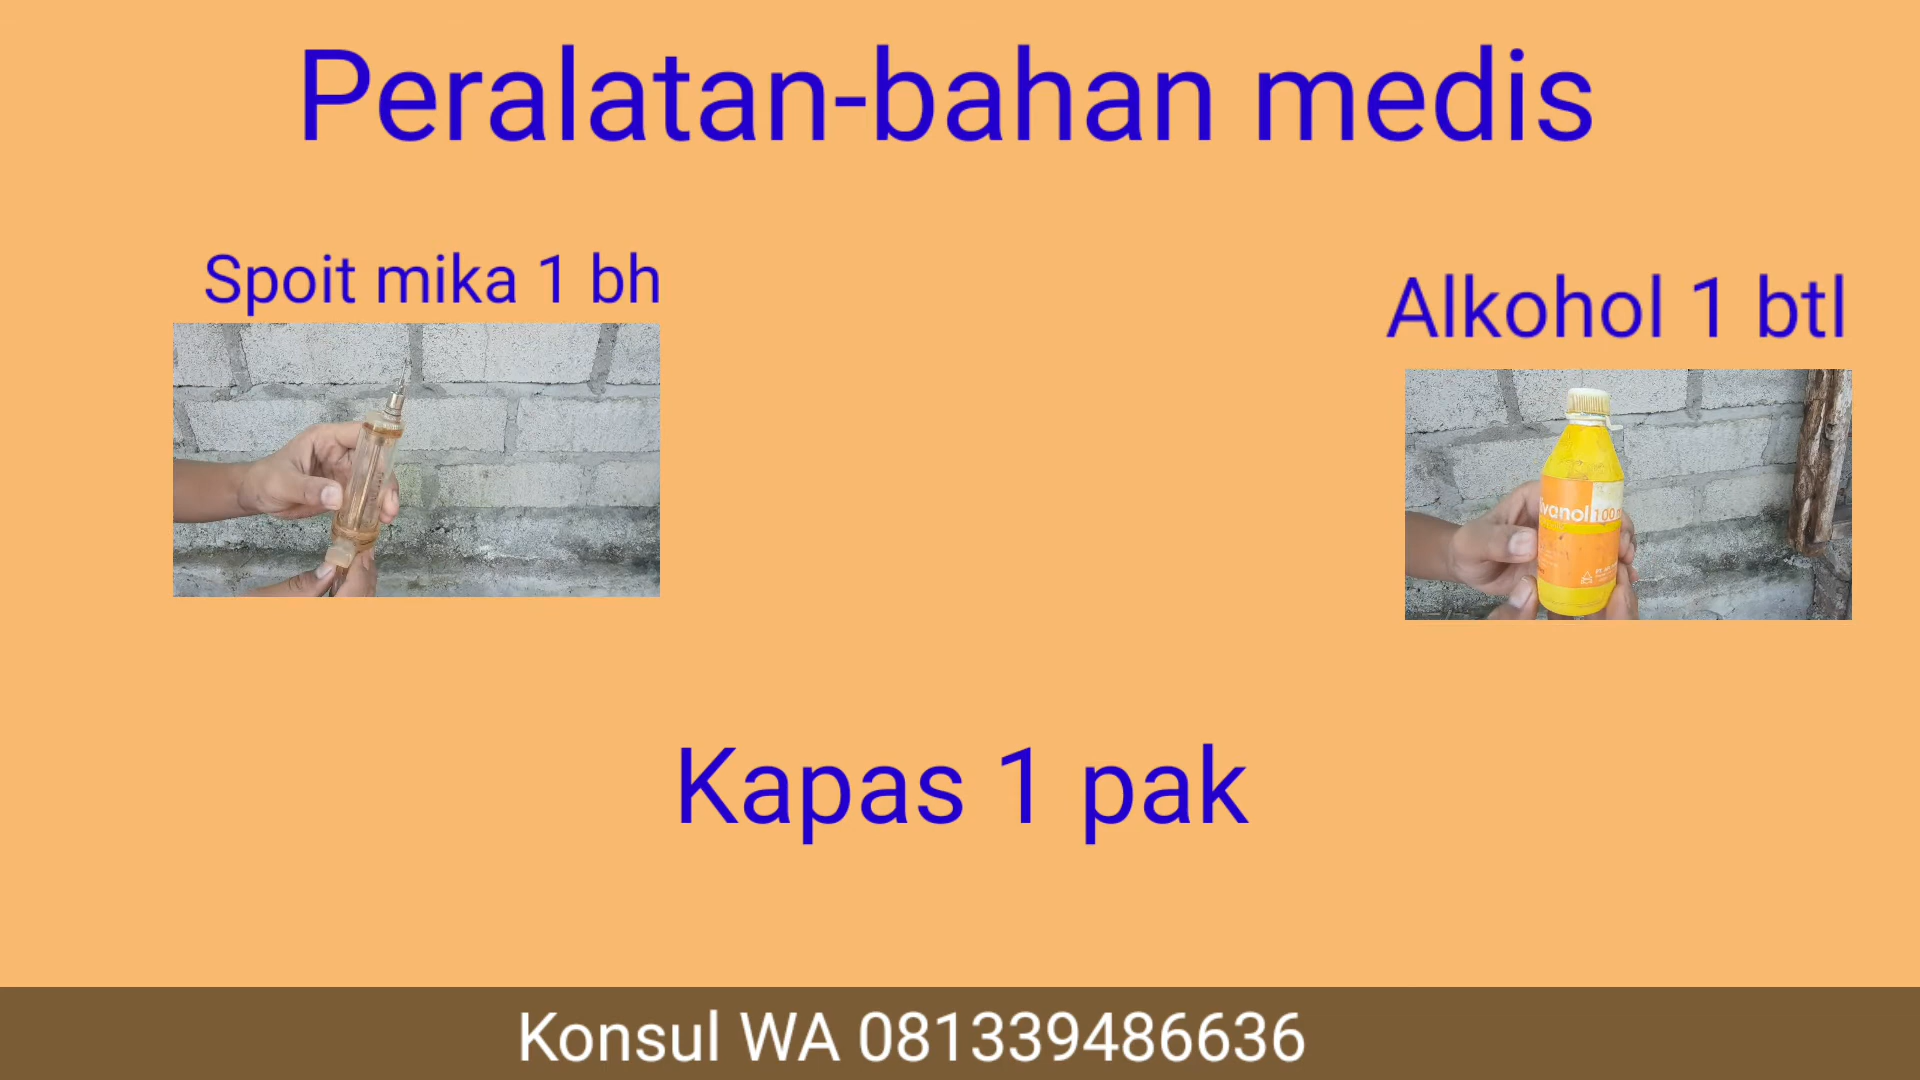 Peralatan-bahan medis
Spoit mika 1 bh
Alkohol 1 btl
Kapas 1 pak
Konsul WA 081339486636